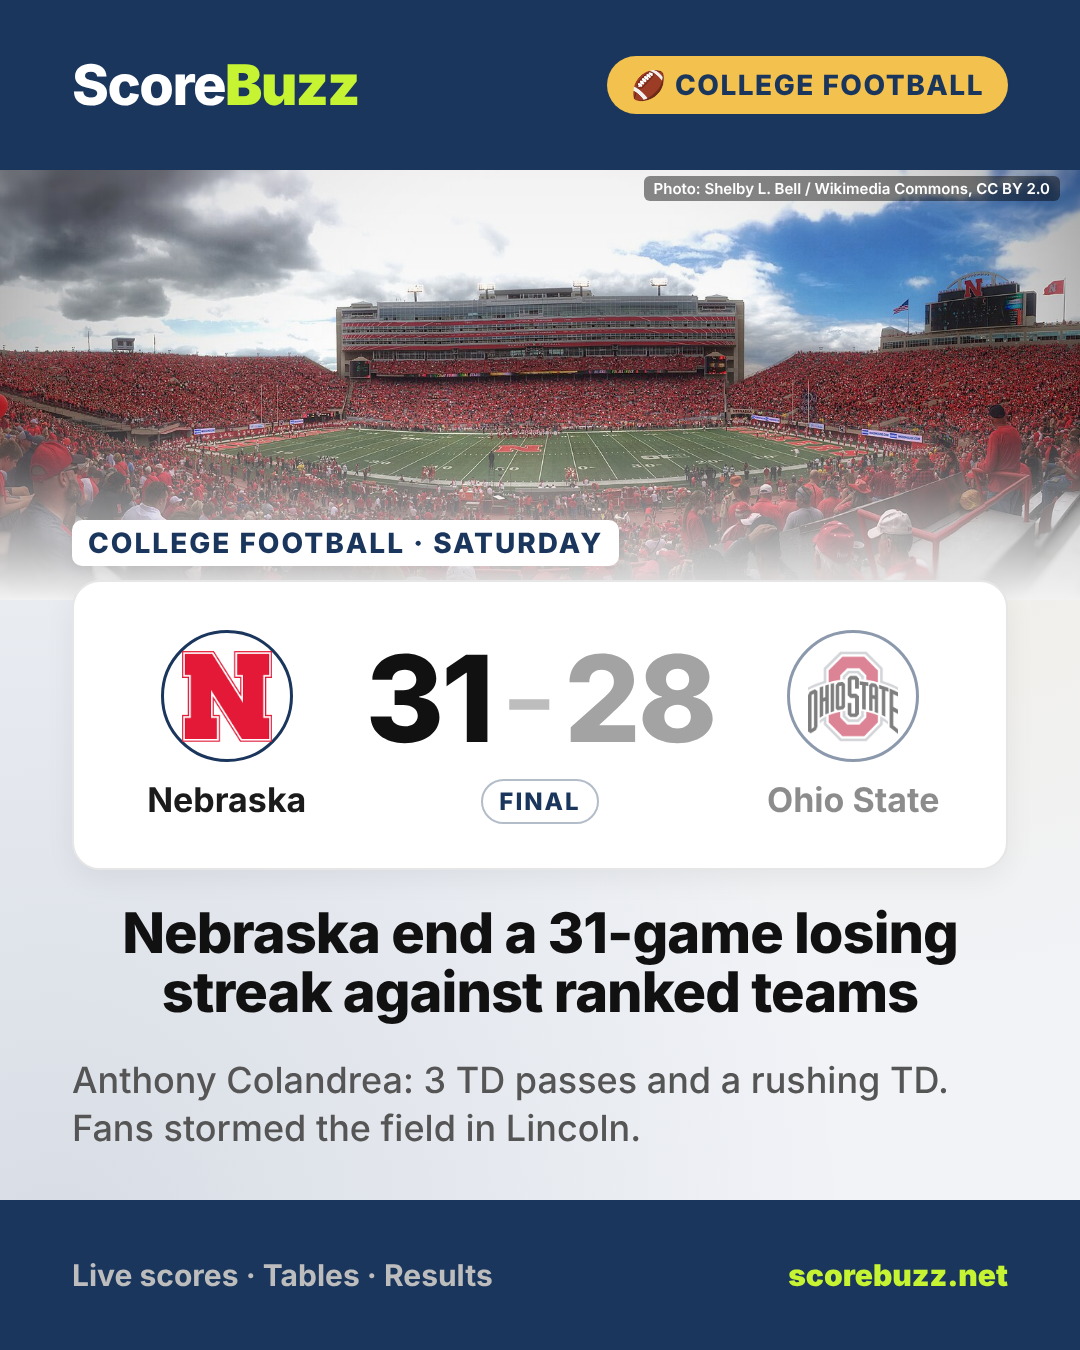 ScoreBuzz
🏈 COLLEGE FOOTBALL
Photo: Shelby L. Bell / Wikimedia Commons, CC BY 2.0
N
COLLEGE FOOTBALL · SATURDAY
N
31 - 28
OHIO STATE
Nebraska
FINAL
Ohio State
Nebraska end a 31-game losing
streak against ranked teams
Anthony Colandrea: 3 TD passes and a rushing TD.
Fans stormed the field in Lincoln.
Live scores · Tables · Results
scorebuzz.net